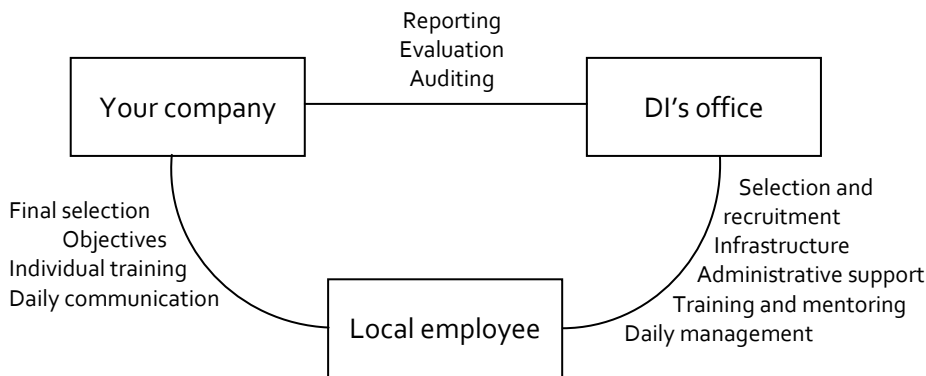 Reporting
Evaluation
Auditing
Your company
DI's office
Final selection
Objectives
Individual training
Daily communication
Selection and
recruitment
Infrastructure
Administrative support
Training and mentoring
Daily management
Local employee